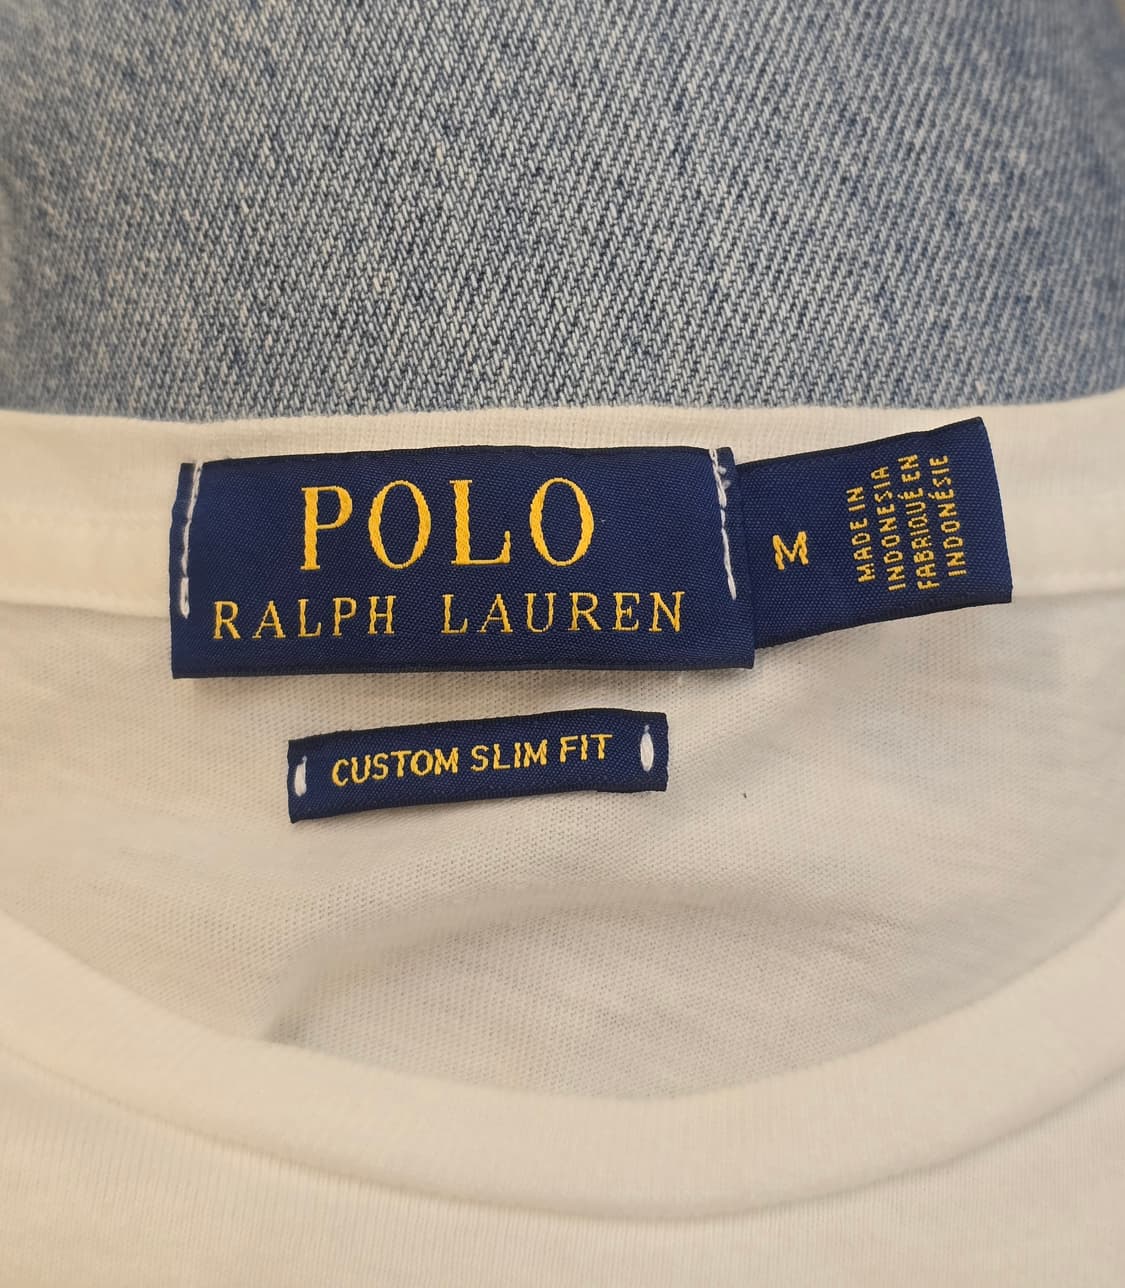 POLO
RALPH LAUREN
M
MADE IN
INDONESIA
FABRIQUÉ EN
INDONÉSIE
CUSTOM SLIM FIT